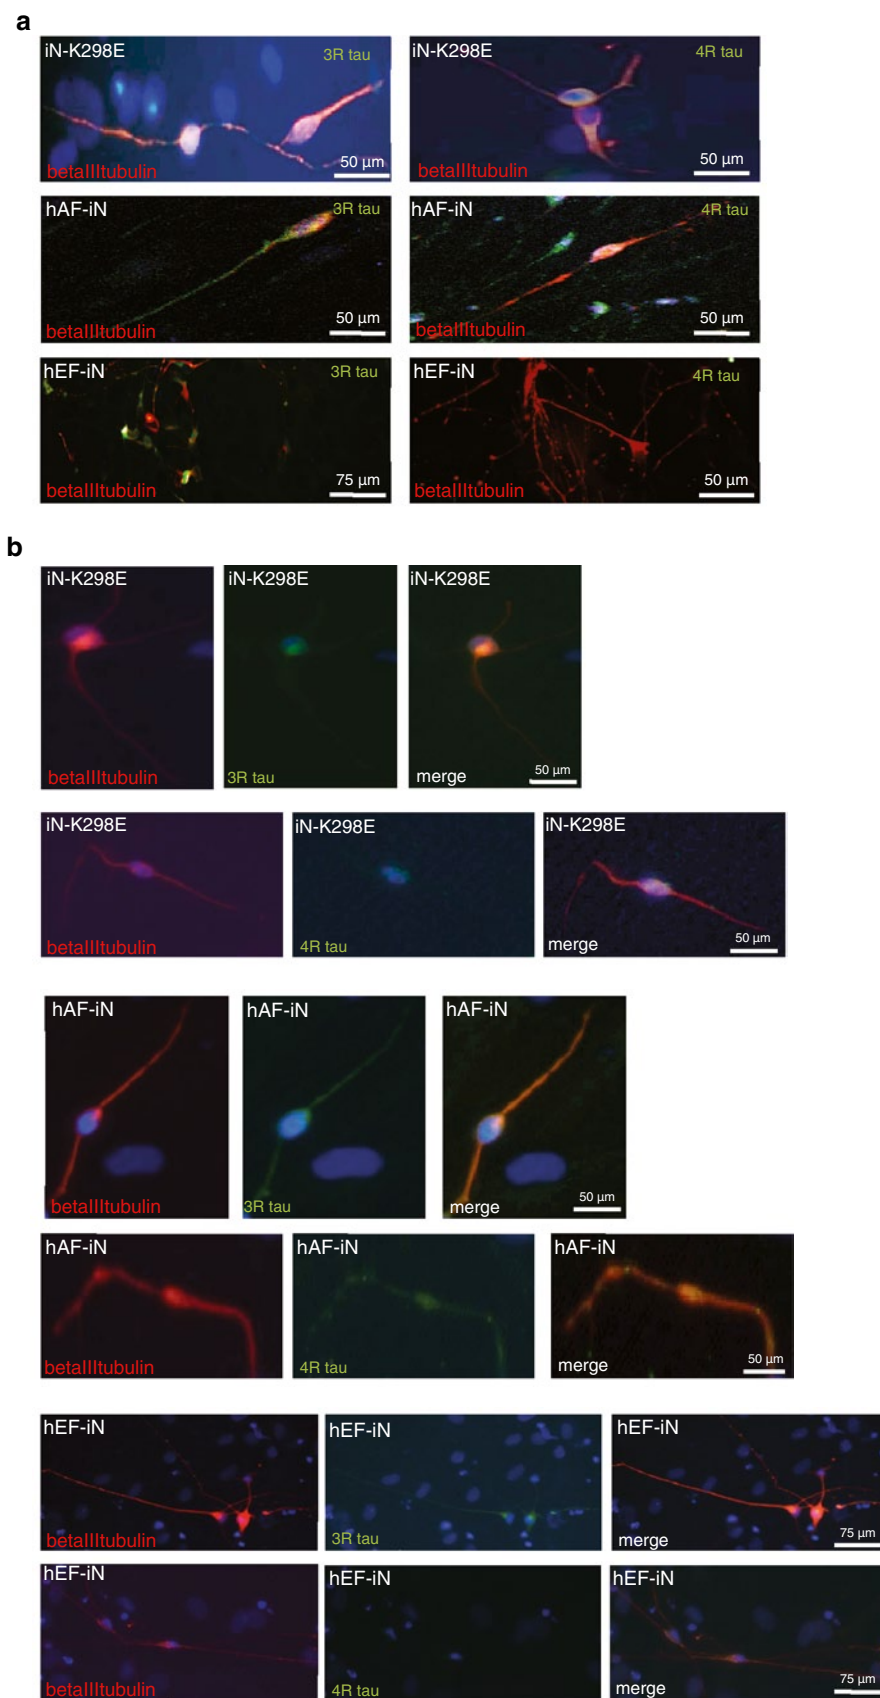 a
iN-K298E
3R tau
betaIIItubulin
50 µm
iN-K298E
4R tau
betaIIItubulin
50 µm
hAF-iN
3R tau
betaIIItubulin
50 µm
hAF-iN
4R tau
betaIIItubulin
50 µm
hEF-iN
3R tau
betaIIItubulin
75 µm
hEF-iN
4R tau
betaIIItubulin
50 µm
b
iN-K298E
betaIIItubulin
iN-K298E
3R tau
iN-K298E
merge
50 µm
iN-K298E
betaIIItubulin
iN-K298E
4R tau
iN-K298E
merge
50 µm
hAF-iN
betaIIItubulin
hAF-iN
3R tau
hAF-iN
merge
50 µm
hAF-iN
betaIIItubulin
hAF-iN
4R tau
hAF-iN
merge
50 µm
hEF-iN
betaIIItubulin
hEF-iN
3R tau
hEF-iN
merge
75 µm
hEF-iN
betaIIItubulin
hEF-iN
4R tau
hEF-iN
merge
75 µm